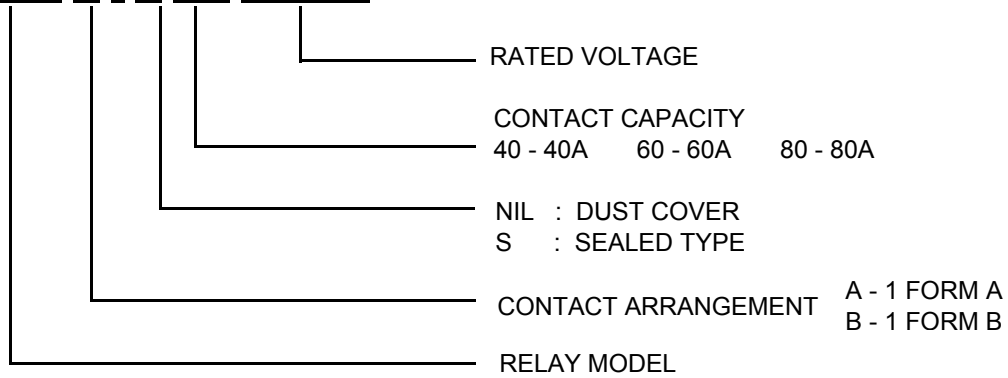 RATED VOLTAGE
CONTACT CAPACITY
40 - 40A 60 - 60A 80 - 80A
NIL : DUST COVER
S : SEALED TYPE
CONTACT ARRANGEMENT A - 1 FORM A
B - 1 FORM B
RELAY MODEL